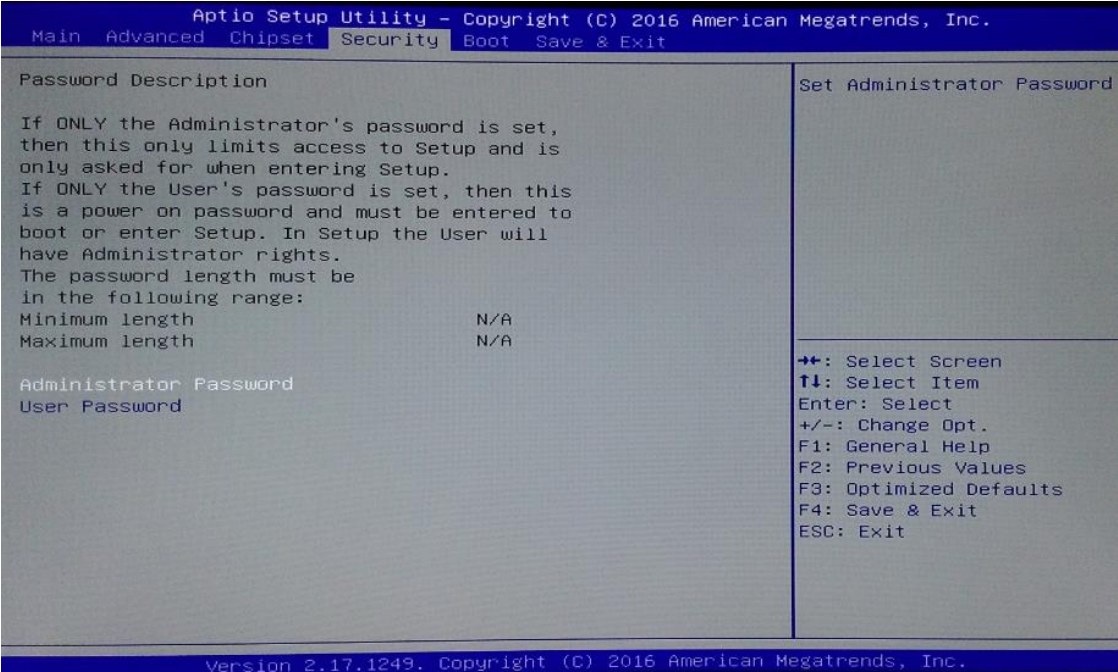 Aptio Setup Utility – Copyright (C) 2016 American Megatrends, Inc.
Main Advanced Chipset Security Boot Save & Exit
Password Description
If ONLY the Administrator's password is set,
then this only limits access to Setup and is
only asked for when entering Setup.
If ONLY the User's password is set, then this
is a power on password and must be entered to
boot or enter Setup. In Setup the User will
have Administrator rights.
The password length must be
in the following range:
Minimum length N/A
Maximum length N/A
Administrator Password
User Password
Set Administrator Password
→←: Select Screen
↑↓: Select Item
Enter: Select
+/-: Change Opt.
F1: General Help
F2: Previous Values
F3: Optimized Defaults
F4: Save & Exit
ESC: Exit
Version 2.17.1249. Copyright (C) 2016 American Megatrends, Inc.